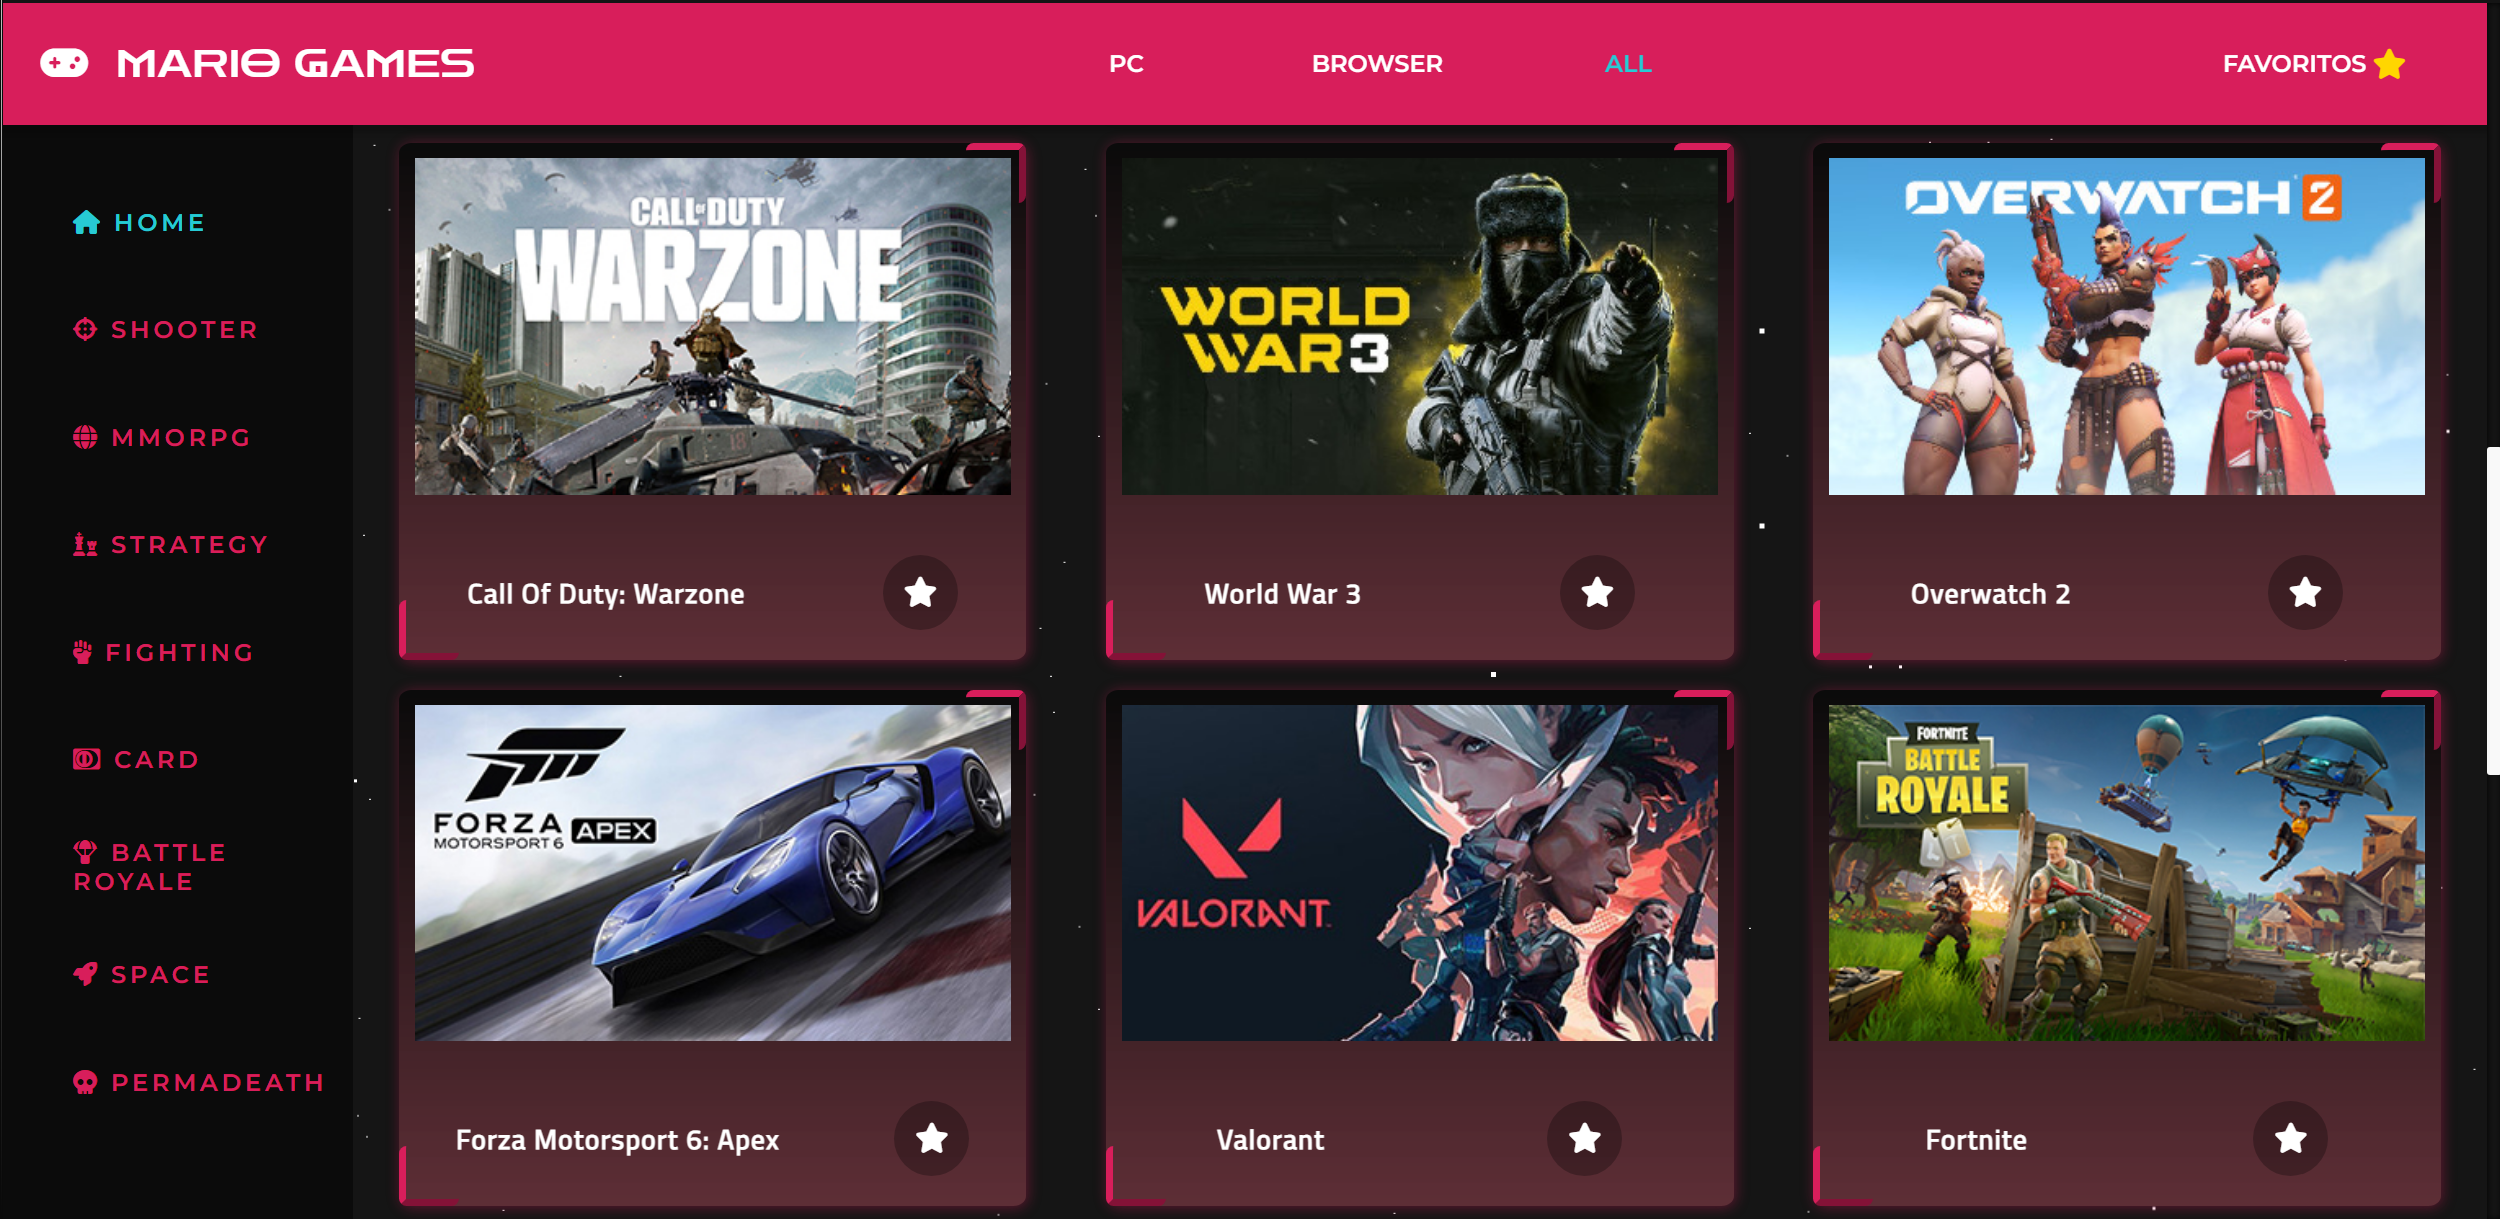 MARIO GAMES
PC
BROWSER
ALL
FAVORITOS
HOME
SHOOTER
MMORPG
STRATEGY
FIGHTING
CARD
BATTLE
ROYALE
SPACE
PERMADEATH
CALL OF DUTY
WARZONE
Call Of Duty: Warzone
WORLD
WAR 3
World War 3
OVERWATCH 2
Overwatch 2
FORZA
MOTORSPORT 6 APEX
Forza Motorsport 6: Apex
VALORANT
Valorant
FORTNITE
BATTLE
ROYALE
Fortnite